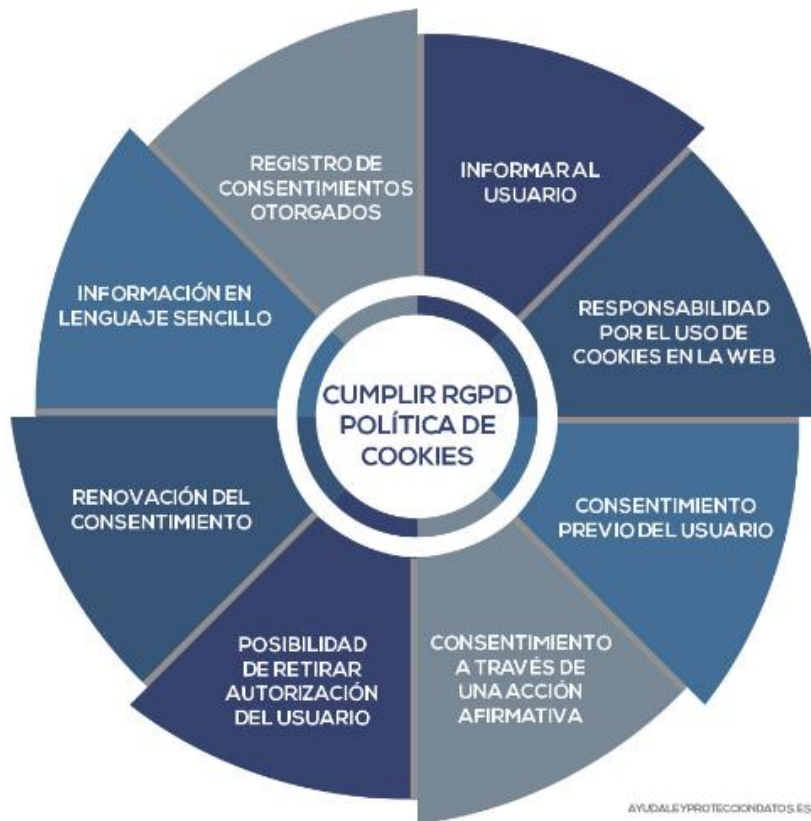 REGISTRO DE
CONSENTIMIENTOS
OTORGADOS
INFORMAR AL
USUARIO
INFORMACIÓN EN
LENGUAJE SENCILLO
RESPONSABILIDAD
POR EL USO DE
COOKIES EN LA WEB
CUMPLIR RGPD
POLÍTICA DE
COOKIES
RENOVACIÓN DEL
CONSENTIMIENTO
CONSENTIMIENTO
PREVIO DEL USUARIO
POSIBILIDAD
DE RETIRAR
AUTORIZACIÓN
DEL USUARIO
CONSENTIMIENTO
A TRAVÉS DE
UNA ACCIÓN
AFIRMATIVA
AYUDALEYPROTECCIONDATOS.ES